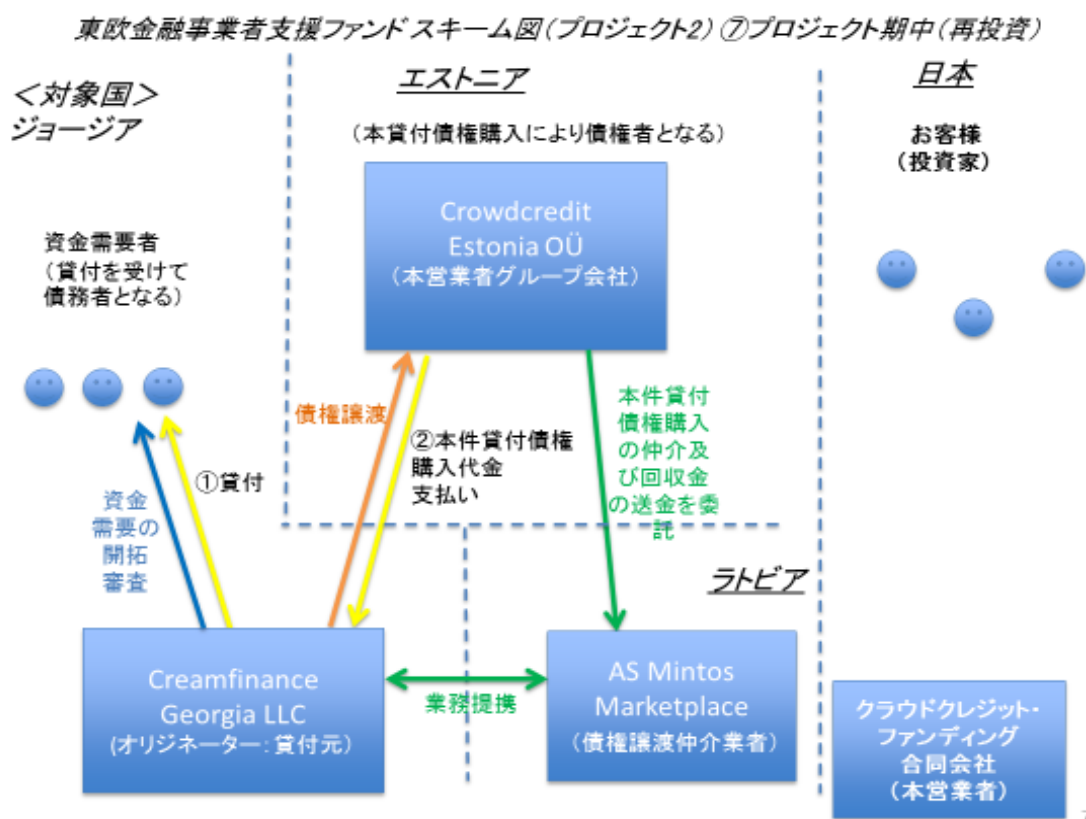 東欧金融事業者支援ファンドスキーム図(プロジェクト2) ⑦プロジェクト期中(再投資)
<対象国>
ジョージア
エストニア
日本
(本貸付債権購入により債権者となる)
お客様
(投資家)
Crowdcredit
Estonia OÜ
(本営業者グループ会社)
資金需要者
(貸付を受けて
債務者となる)
債権譲渡
②本件貸付債権
購入代金
支払い
本件貸付
債権購入
の仲介及
び回収金
の送金を委
託
①貸付
資金
需要の
開拓
審査
ラトビア
Creamfinance
Georgia LLC
(オリジネーター:貸付元)
業務提携
AS Mintos
Marketplace
(債権譲渡仲介業者)
クラウドクレジット・
ファンディング
合同会社
(本営業者)